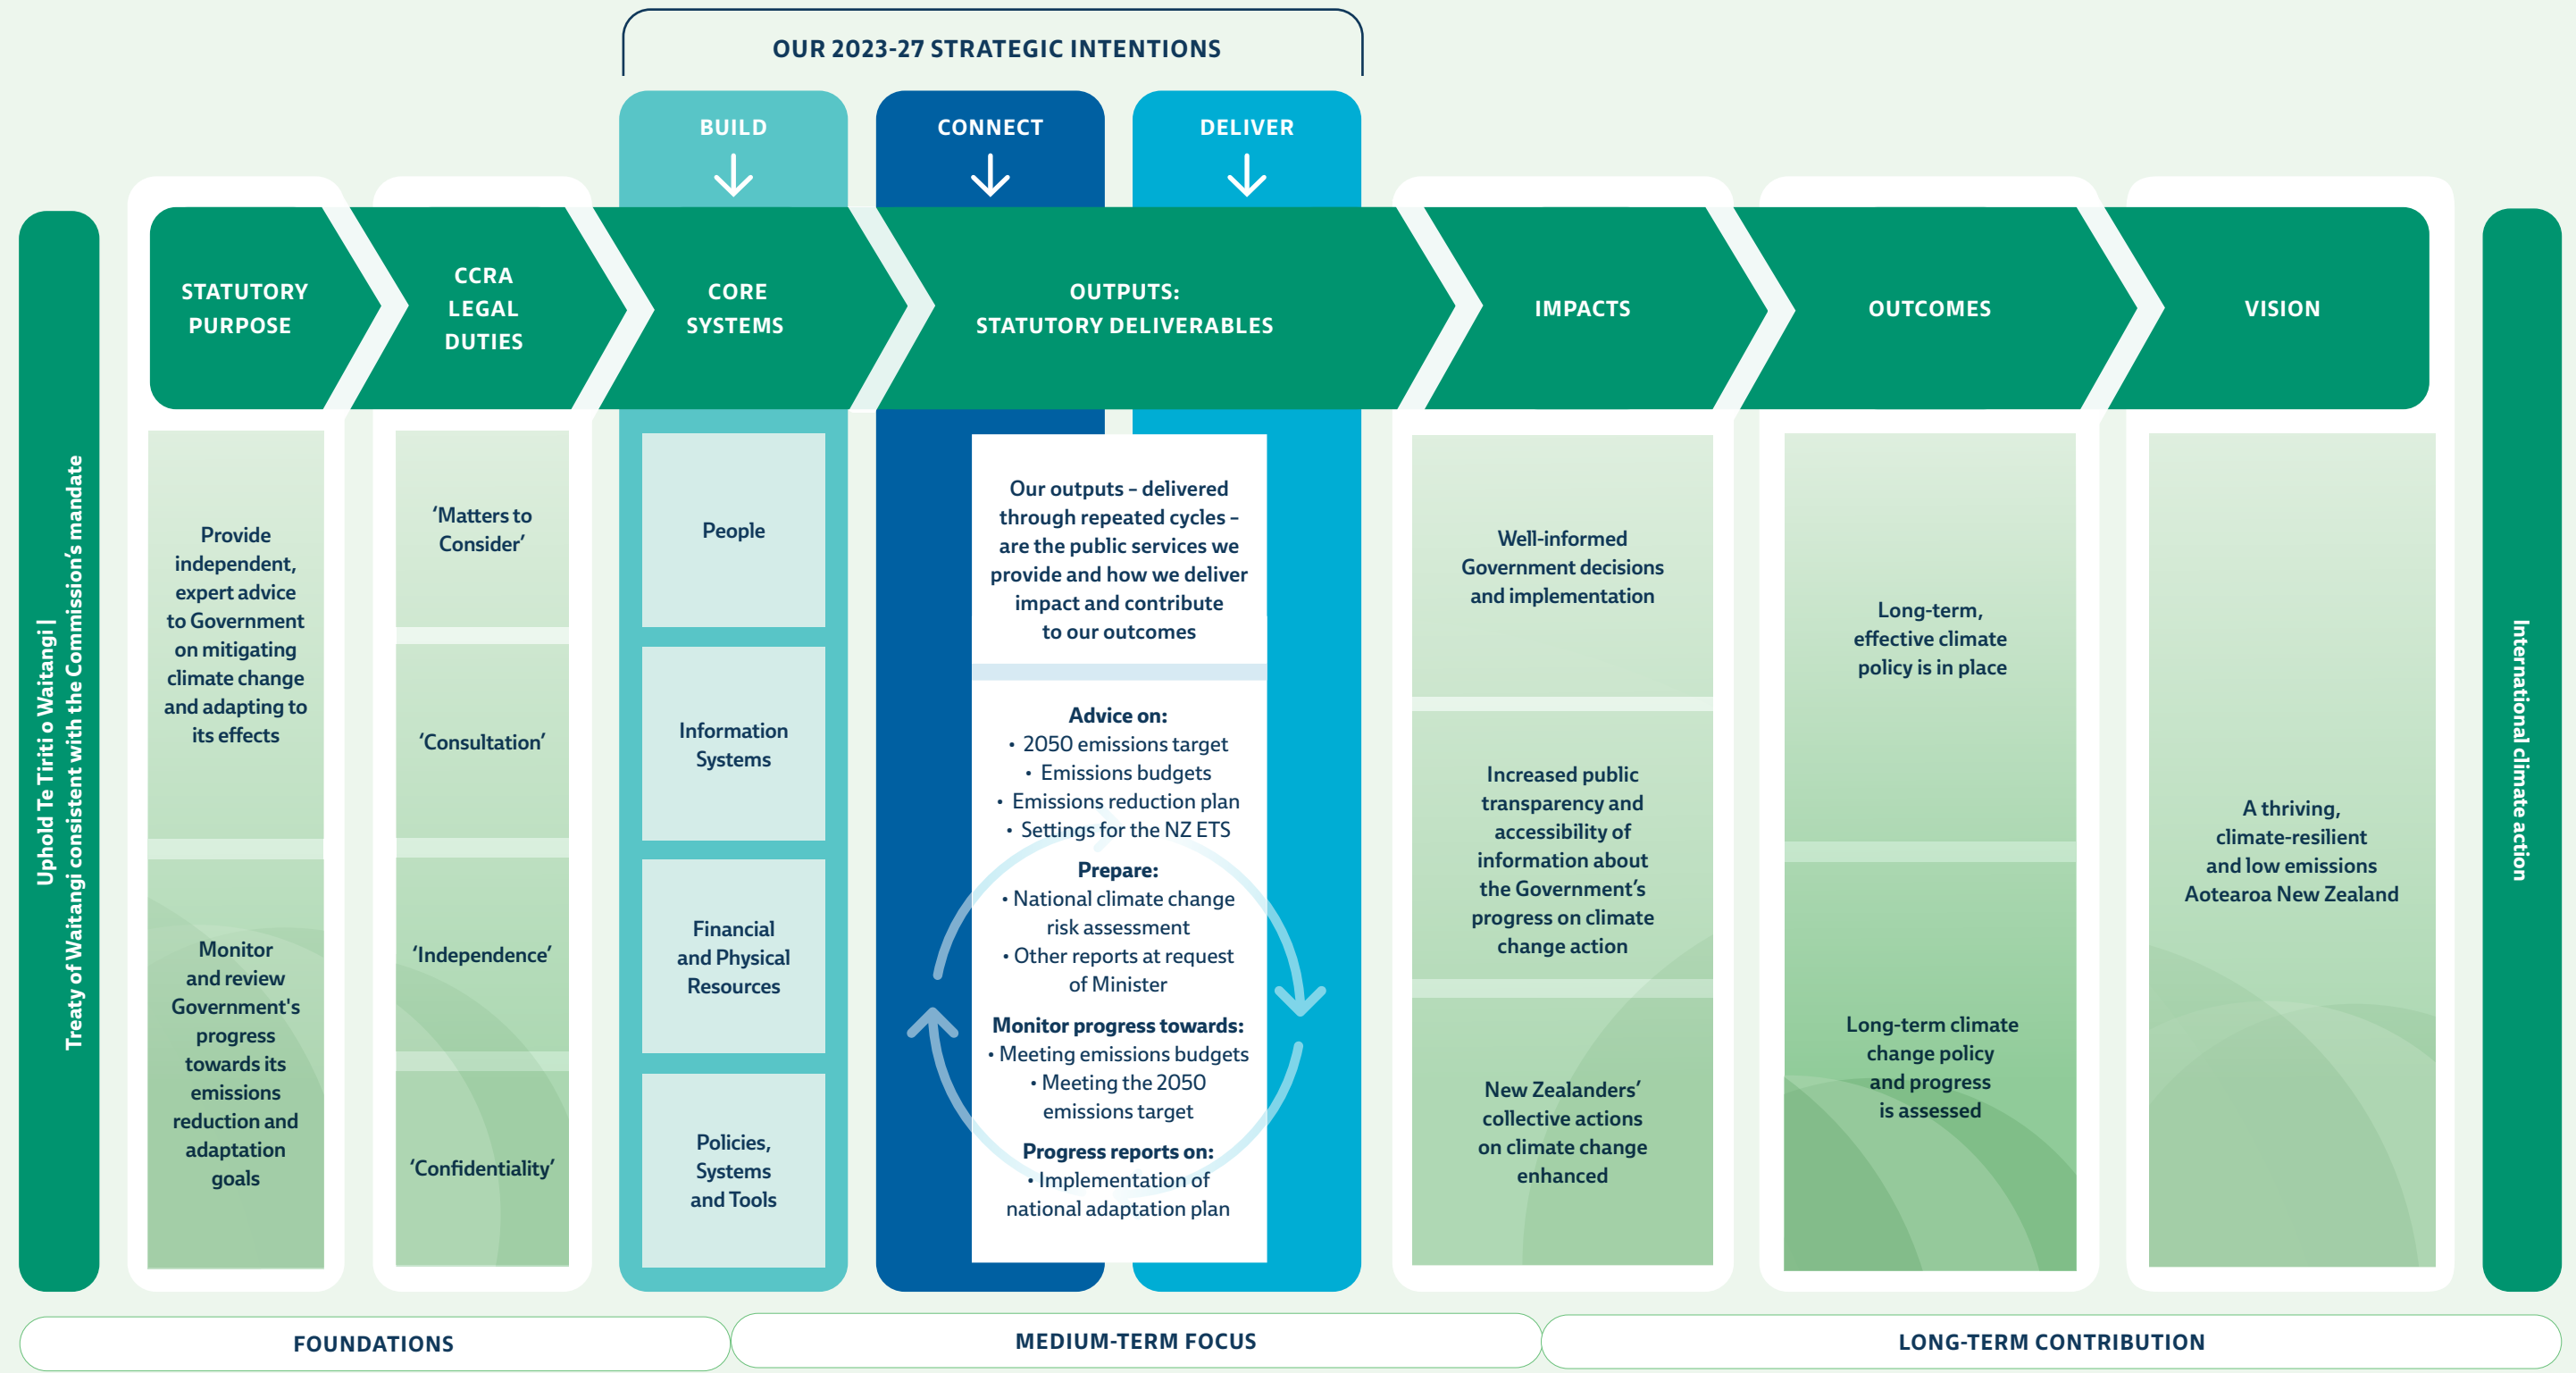 OUR 2023-27 STRATEGIC INTENTIONS
BUILD
CONNECT
DELIVER
Uphold Te Tiriti o Waitangi |
Treaty of Waitangi consistent with the Commission’s mandate
STATUTORY
PURPOSE
CCRA
LEGAL
DUTIES
CORE
SYSTEMS
OUTPUTS:
STATUTORY DELIVERABLES
IMPACTS
OUTCOMES
VISION
Provide
independent,
expert advice
to Government
on mitigating
climate change
and adapting to
its effects
Monitor
and review
Government's
progress
towards its
emissions
reduction and
adaptation
goals
‘Matters to
Consider’
‘Consultation’
‘Independence’
‘Confidentiality’
People
Information
Systems
Financial
and Physical
Resources
Policies,
Systems
and Tools
Our outputs – delivered
through repeated cycles –
are the public services we
provide and how we deliver
impact and contribute
to our outcomes
Advice on:
• 2050 emissions target
• Emissions budgets
• Emissions reduction plan
• Settings for the NZ ETS
Prepare:
• National climate change
risk assessment
• Other reports at request
of Minister
Monitor progress towards:
• Meeting emissions budgets
• Meeting the 2050
emissions target
Progress reports on:
• Implementation of
national adaptation plan
Well-informed
Government decisions
and implementation
Increased public
transparency and
accessibility of
information about
the Government’s
progress on climate
change action
New Zealanders’
collective actions
on climate change
enhanced
Long-term,
effective climate
policy is in place
Long-term climate
change policy
and progress
is assessed
A thriving,
climate-resilient
and low emissions
Aotearoa New Zealand
International climate action
FOUNDATIONS
MEDIUM-TERM FOCUS
LONG-TERM CONTRIBUTION